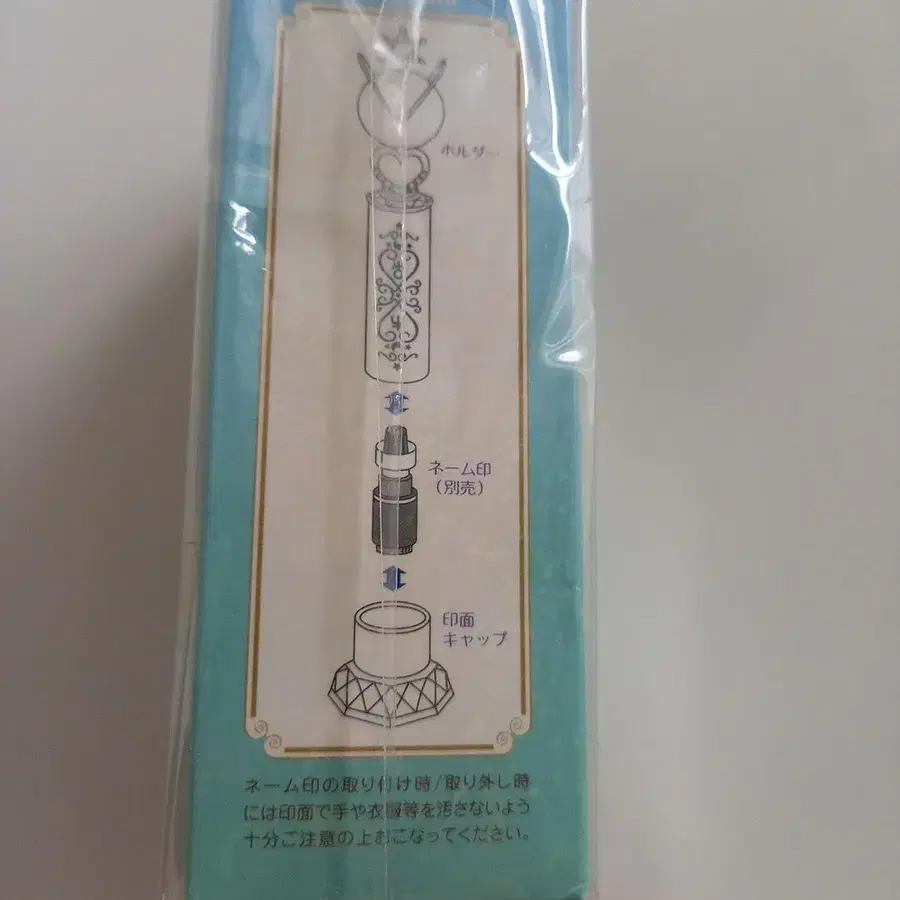 ホルダー
ネーム印
(別売)
印面
キャップ
ネーム印の取り付け時/取り外し時
には印面で手や衣服等を汚さないよう
十分ご注意の上おこなってください。